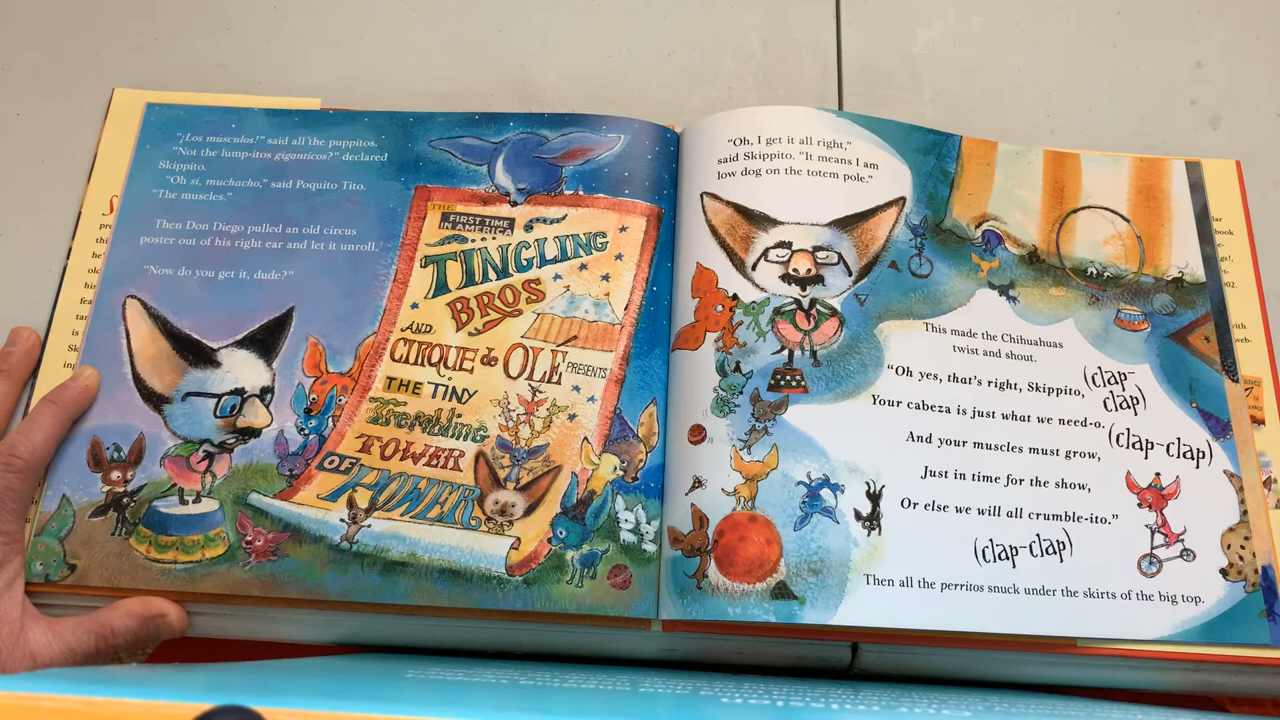 "¡Los músculos!" said all the puppitos.
"Not the lump-itos giganticos?" declared
Skippito.
"Oh sí, muchacho," said Poquito Tito.
"The muscles."
Then Don Diego pulled an old circus
poster out of his right ear and let it unroll.
"Now do you get it, dude?"
THE
FIRST TIME
IN AMERICA
TINGLING
BROS
AND
CIRQUE de OLE
PRESENTS
THE TINY
Trembling
TOWER
OF POWER
"Oh, I get it all right,"
said Skippito. "It means I am
low dog on the totem pole."
This made the Chihuahuas
twist and shout.
"Oh yes, that's right, Skippito, (clap-
clap)
Your cabeza is just what we need-o. (clap-clap)
And your muscles must grow,
Just in time for the show,
Or else we will all crumble-ito."
(clap-clap)
Then all the perritos snuck under the skirts of the big top.